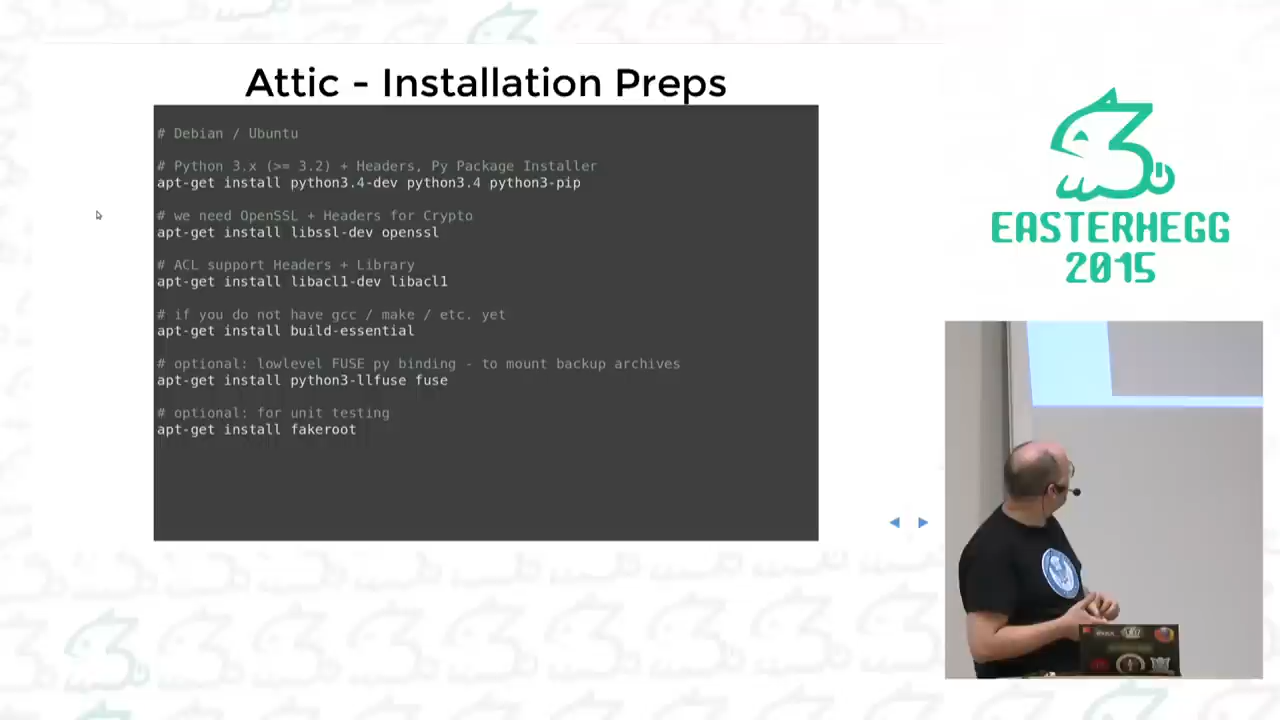 Attic - Installation Preps
# Debian / Ubuntu
# Python 3.x (>= 3.2) + Headers, Py Package Installer
apt-get install python3.4-dev python3.4 python3-pip
# we need OpenSSL + Headers for Crypto
apt-get install libssl-dev openssl
# ACL support Headers + Library
apt-get install libacl1-dev libacl1
# if you do not have gcc / make / etc. yet
apt-get install build-essential
# optional: lowlevel FUSE py binding - to mount backup archives
apt-get install python3-llfuse fuse
# optional: for unit testing
apt-get install fakeroot
EASTERHEGG
2015